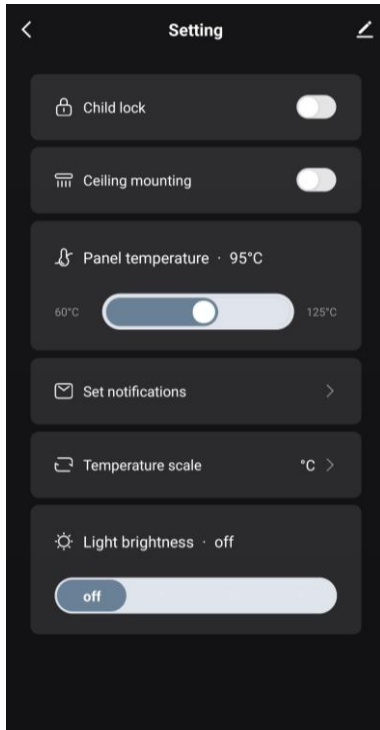 Setting
Child lock
Ceiling mounting
Panel temperature · 95°C
60°C 125°C
Set notifications
Temperature scale °C
Light brightness · off
off